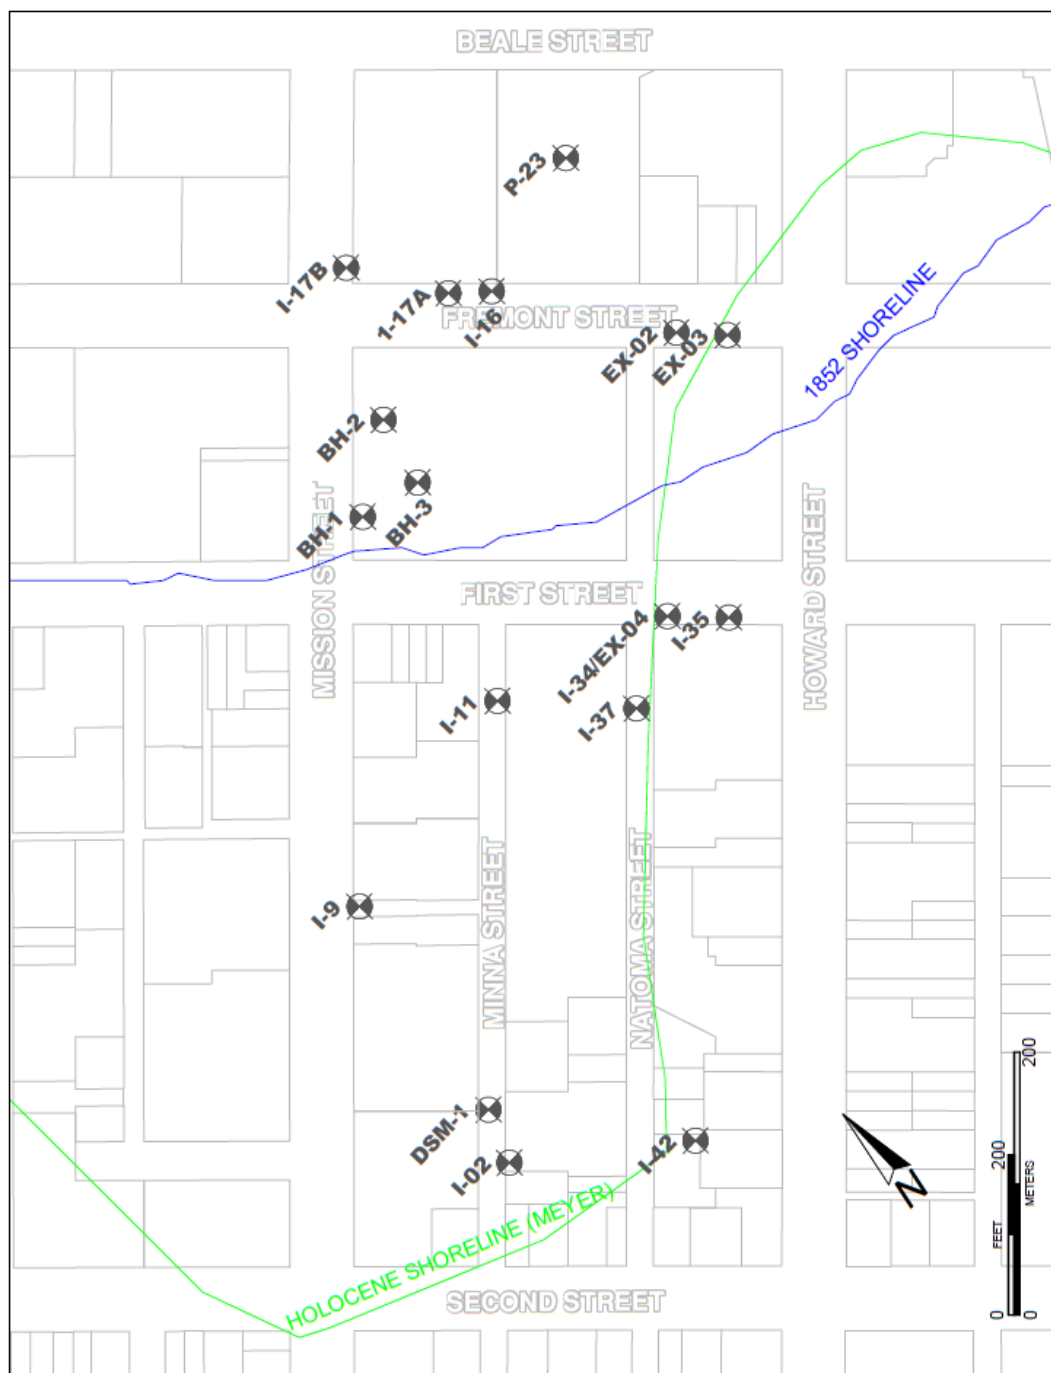 BEALE STREET
P-23
I-17B
1-17A
I-16
FREMONT STREET
EX-02
EX-03
1852 SHORELINE
BH-2
BH-3
BH-1
MISSION STREET
HOWARD STREET
FIRST STREET
I-34/EX-04
I-35
I-11
I-37
MINNA STREET
NATOMA STREET
I-9
DSM-1
I-02
I-42
HOLOCENE SHORELINE (MEYER)
SECOND STREET
N
0 200
FEET
METERS
0 200